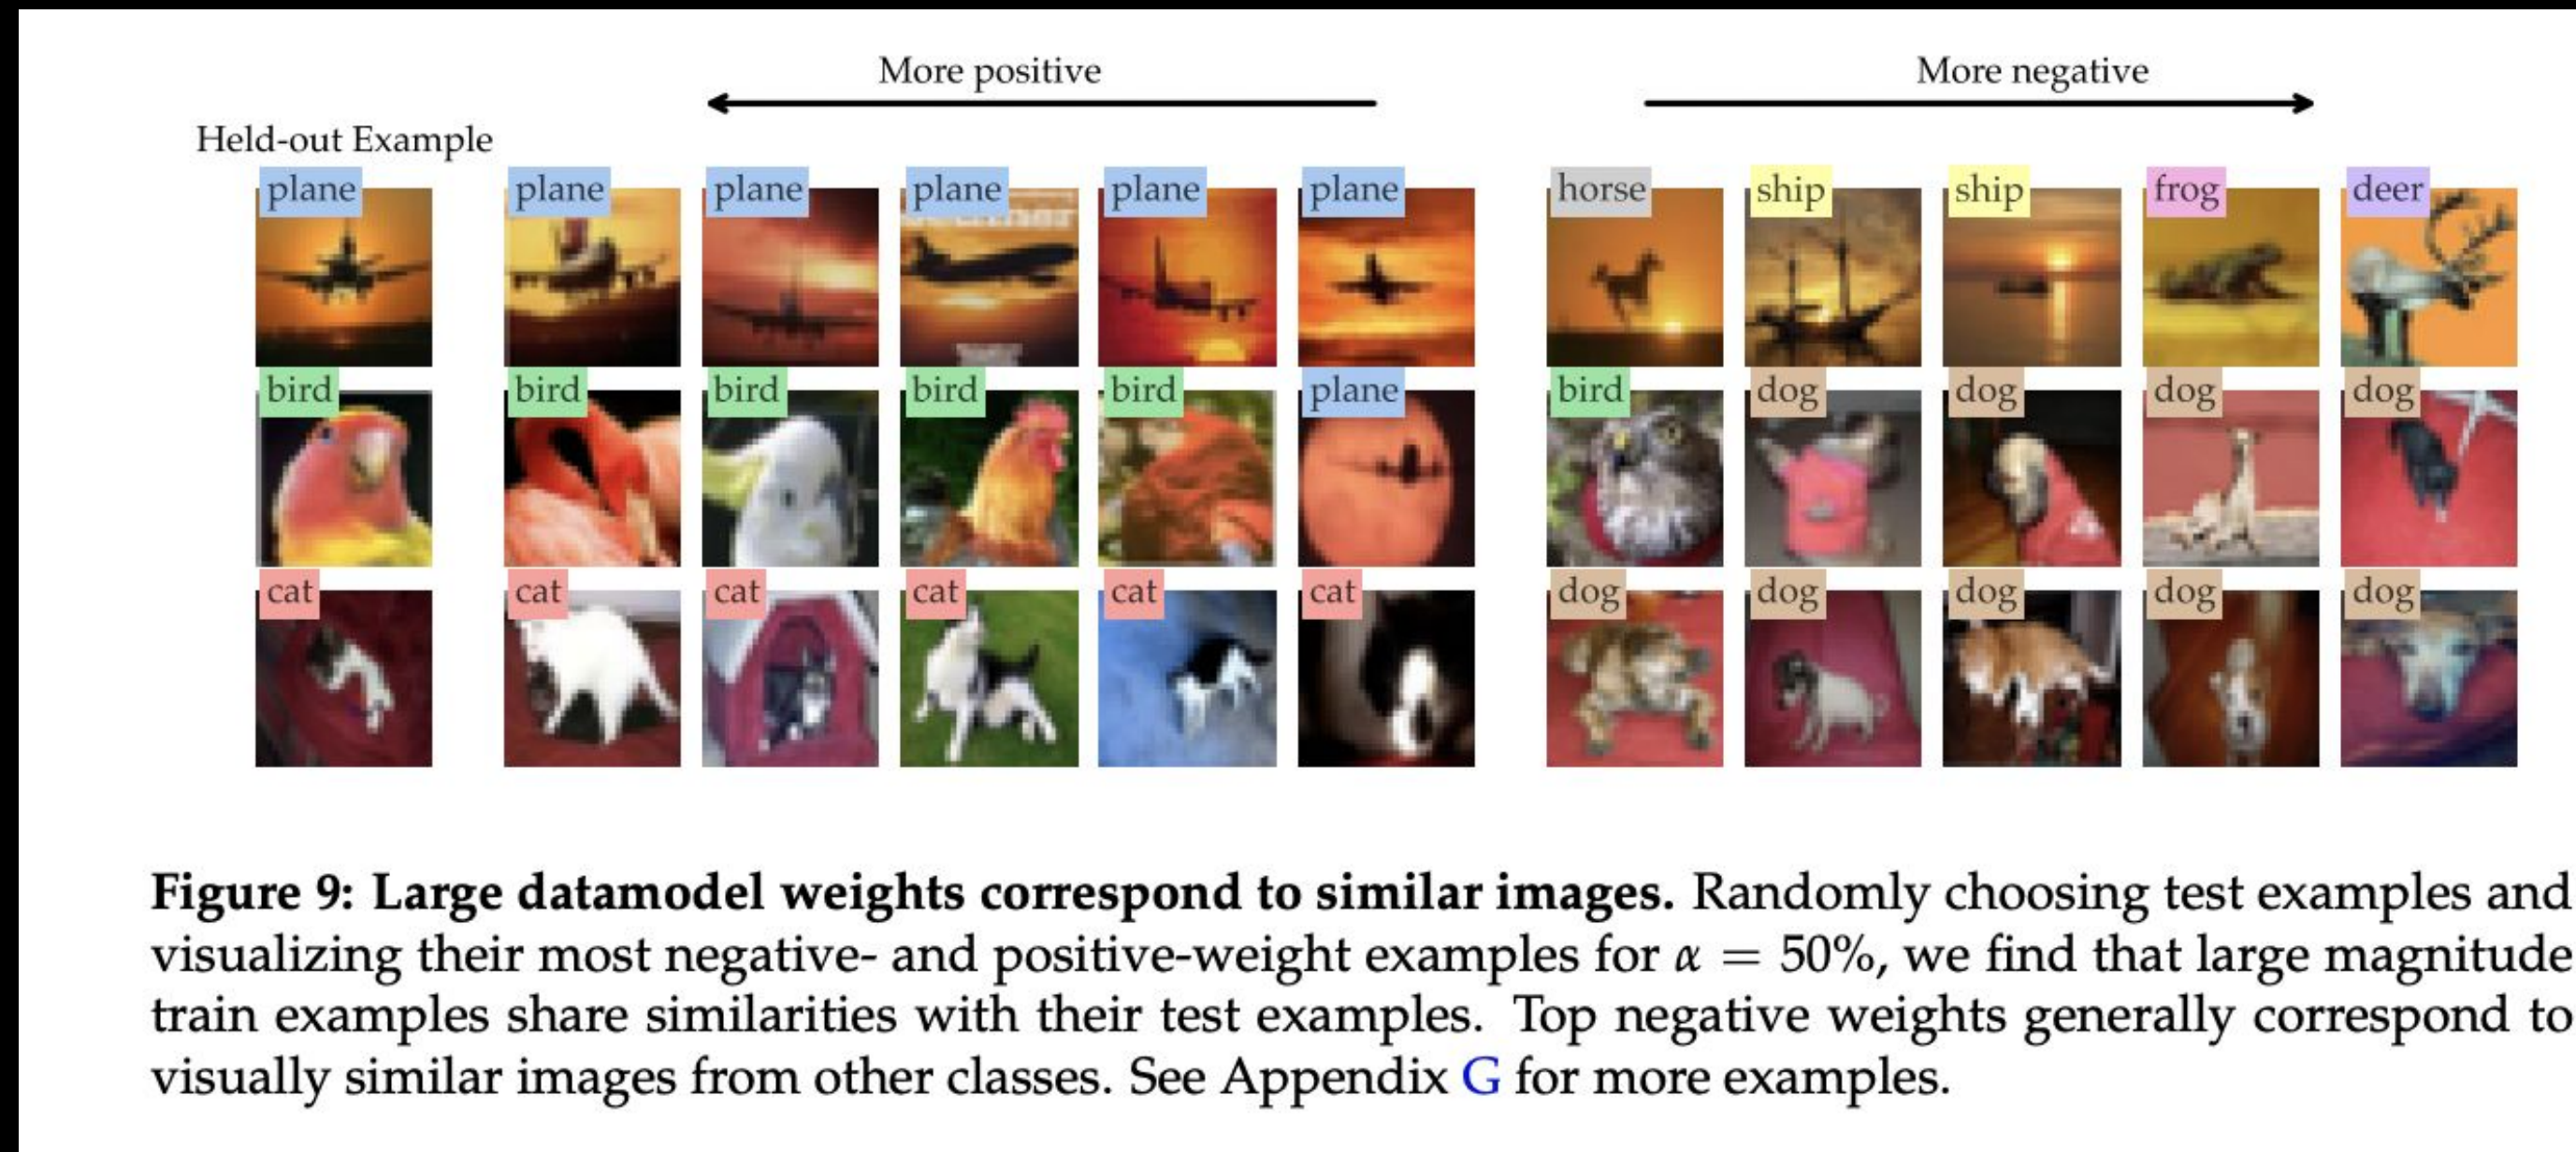 More positive
More negative
Held-out Example
plane plane plane plane plane plane horse ship ship frog deer
bird bird bird bird bird plane bird dog dog dog dog
cat cat cat cat cat cat dog dog dog dog dog
Figure 9: Large datamodel weights correspond to similar images. Randomly choosing test examples and
visualizing their most negative- and positive-weight examples for α = 50%, we find that large magnitude
train examples share similarities with their test examples. Top negative weights generally correspond to
visually similar images from other classes. See Appendix G for more examples.